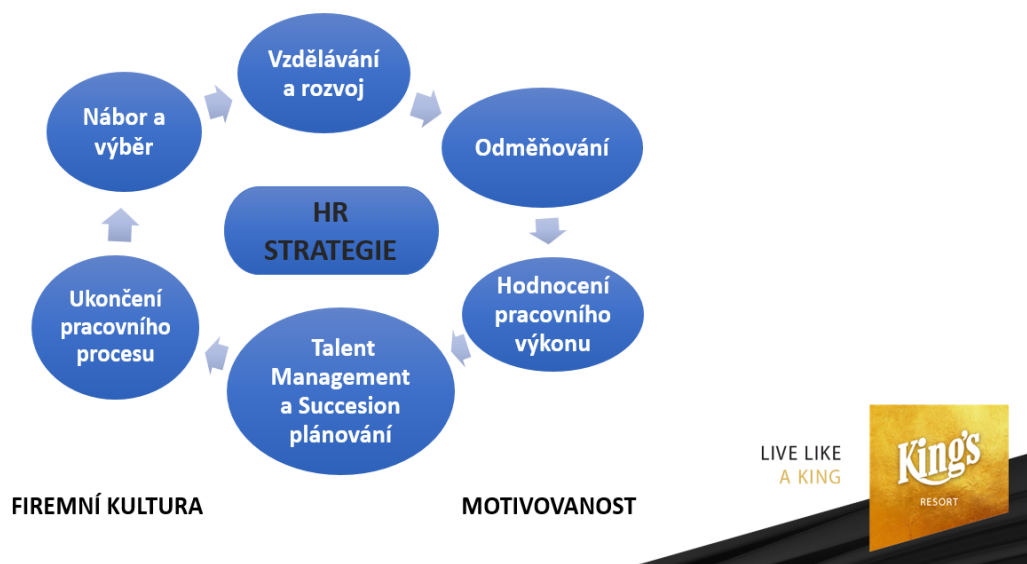 Vzdělávání
a rozvoj
Nábor a
výběr
Odměňování
HR
STRATEGIE
Hodnocení
pracovního
výkonu
Ukončení
pracovního
procesu
Talent
Management
a Succesion
plánování
LIVE LIKE
A KING
King's
RESORT
FIREMNÍ KULTURA
MOTIVOVANOST